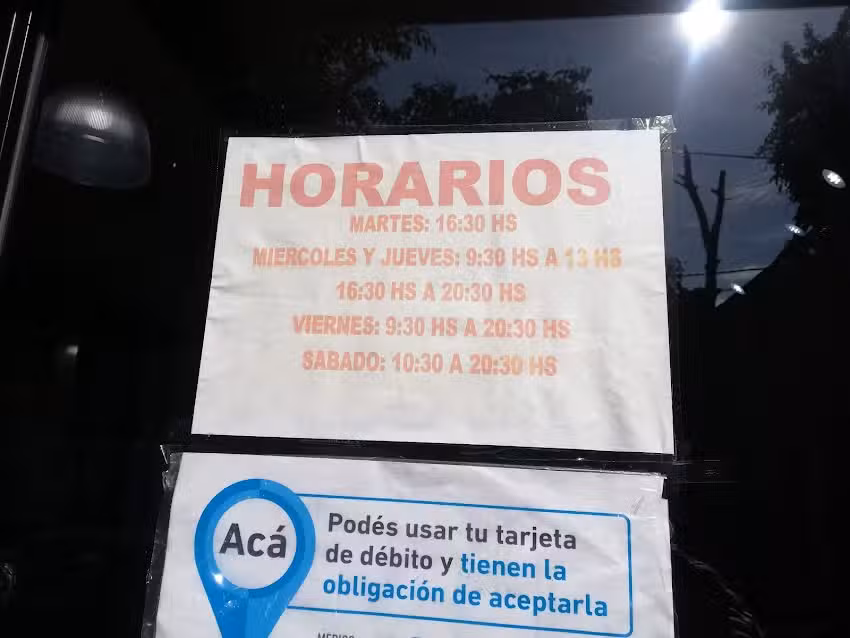 HORARIOS
MARTES: 16:30 HS
MIERCOLES Y JUEVES: 9:30 HS A 13 HS
16:30 HS A 20:30 HS
VIERNES: 9:30 HS A 20:30 HS
SABADO: 10:30 A 20:30 HS
Acá
Podés usar tu tarjeta
de débito y tienen la
obligación de aceptarla